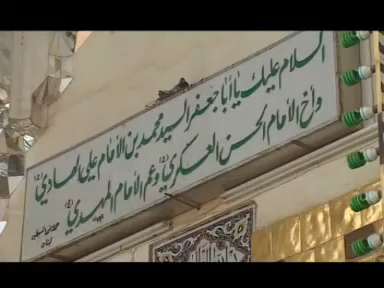 السلام عليك يا أبا جعفر السيد محمد بن الامام علي الهادي (ع)
وأخ الامام الحسن العسكري (ع) وعم الامام المهدي (ع)